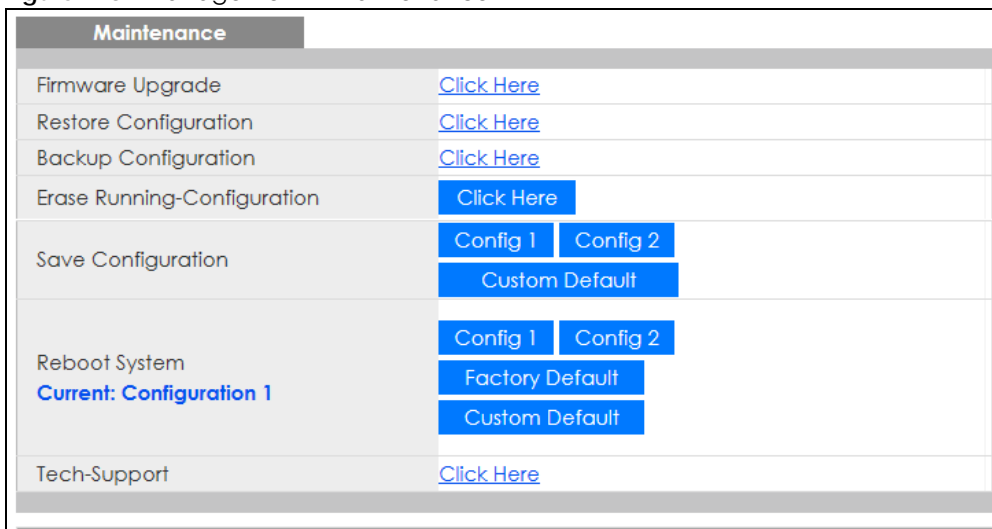 Maintenance
Firmware Upgrade Click Here
Restore Configuration Click Here
Backup Configuration Click Here
Erase Running-Configuration Click Here
Save Configuration Config 1 Config 2
Custom Default
Reboot System
Current: Configuration 1
Config 1 Config 2
Factory Default
Custom Default
Tech-Support Click Here